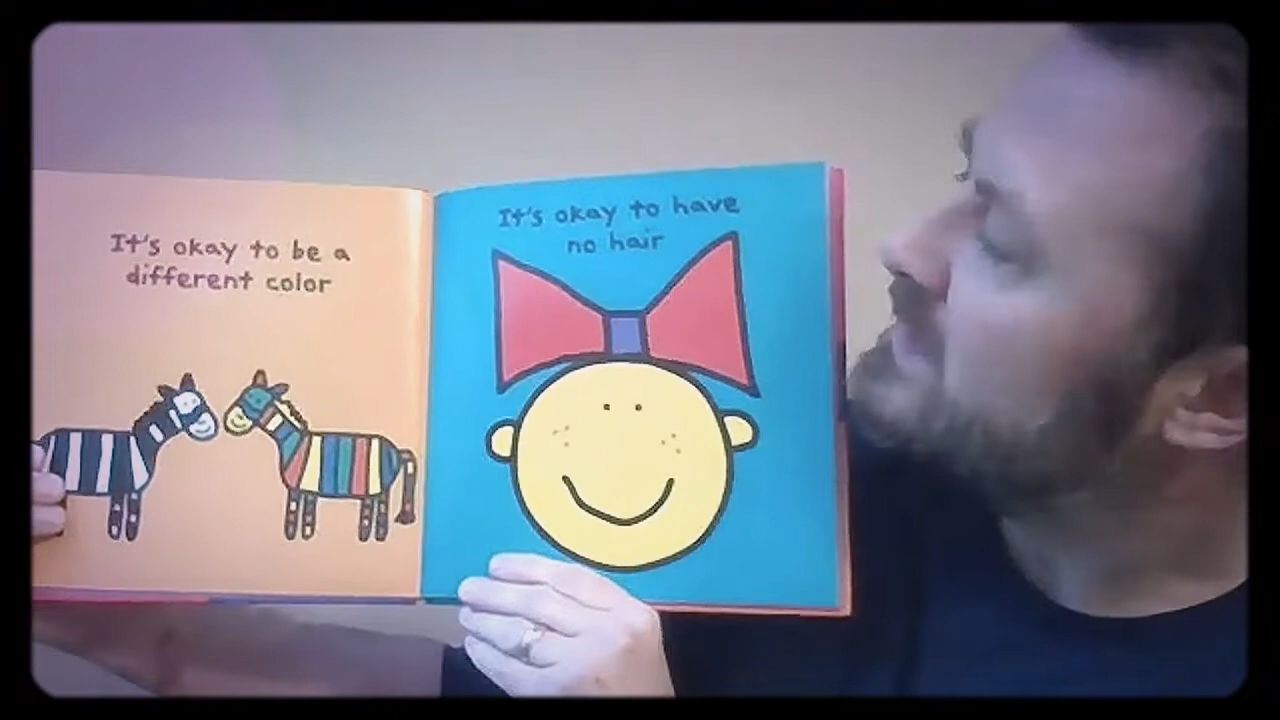 It's okay to be a
different color
It's okay to have
no hair